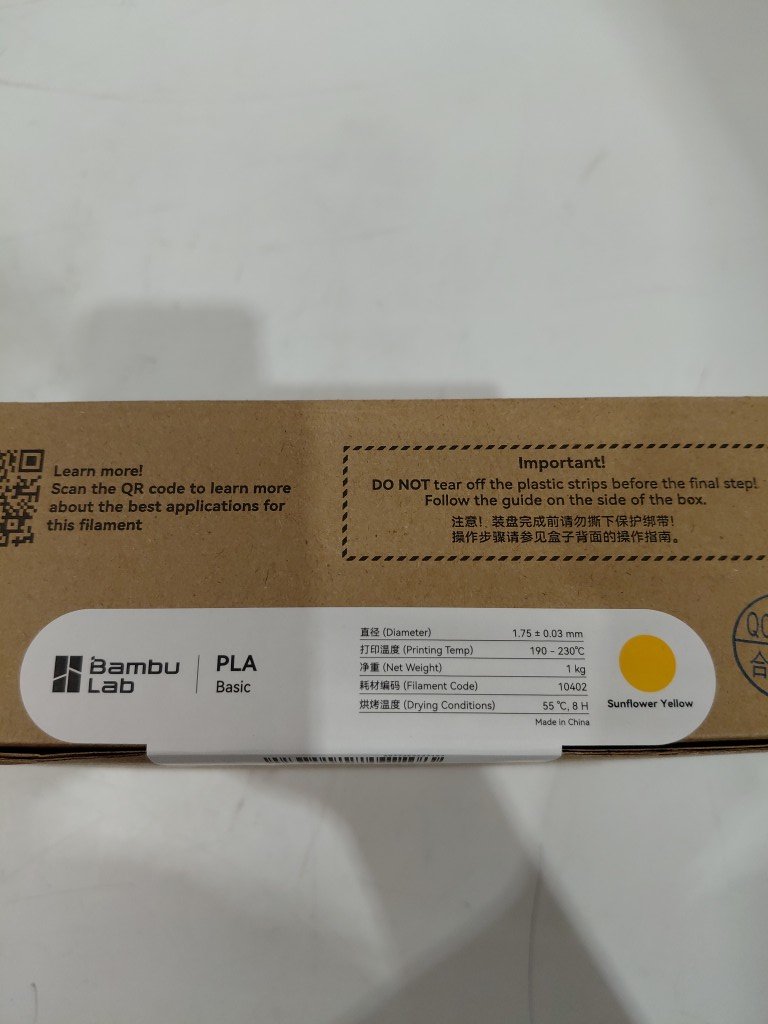 Learn more!
Scan the QR code to learn more
about the best applications for
this filament
Important!
DO NOT tear off the plastic strips before the final step!
Follow the guide on the side of the box.
注意！装盘完成前请勿撕下保护绑带！
操作步骤请参见盒子背面的操作指南。
Bambu
Lab
PLA
Basic
直径 (Diameter) 1.75 ± 0.03 mm
打印温度 (Printing Temp) 190 - 230℃
净重 (Net Weight) 1 kg
耗材编码 (Filament Code) 10402
烘烤温度 (Drying Conditions) 55 ℃, 8 H
Made in China
Sunflower Yellow
合